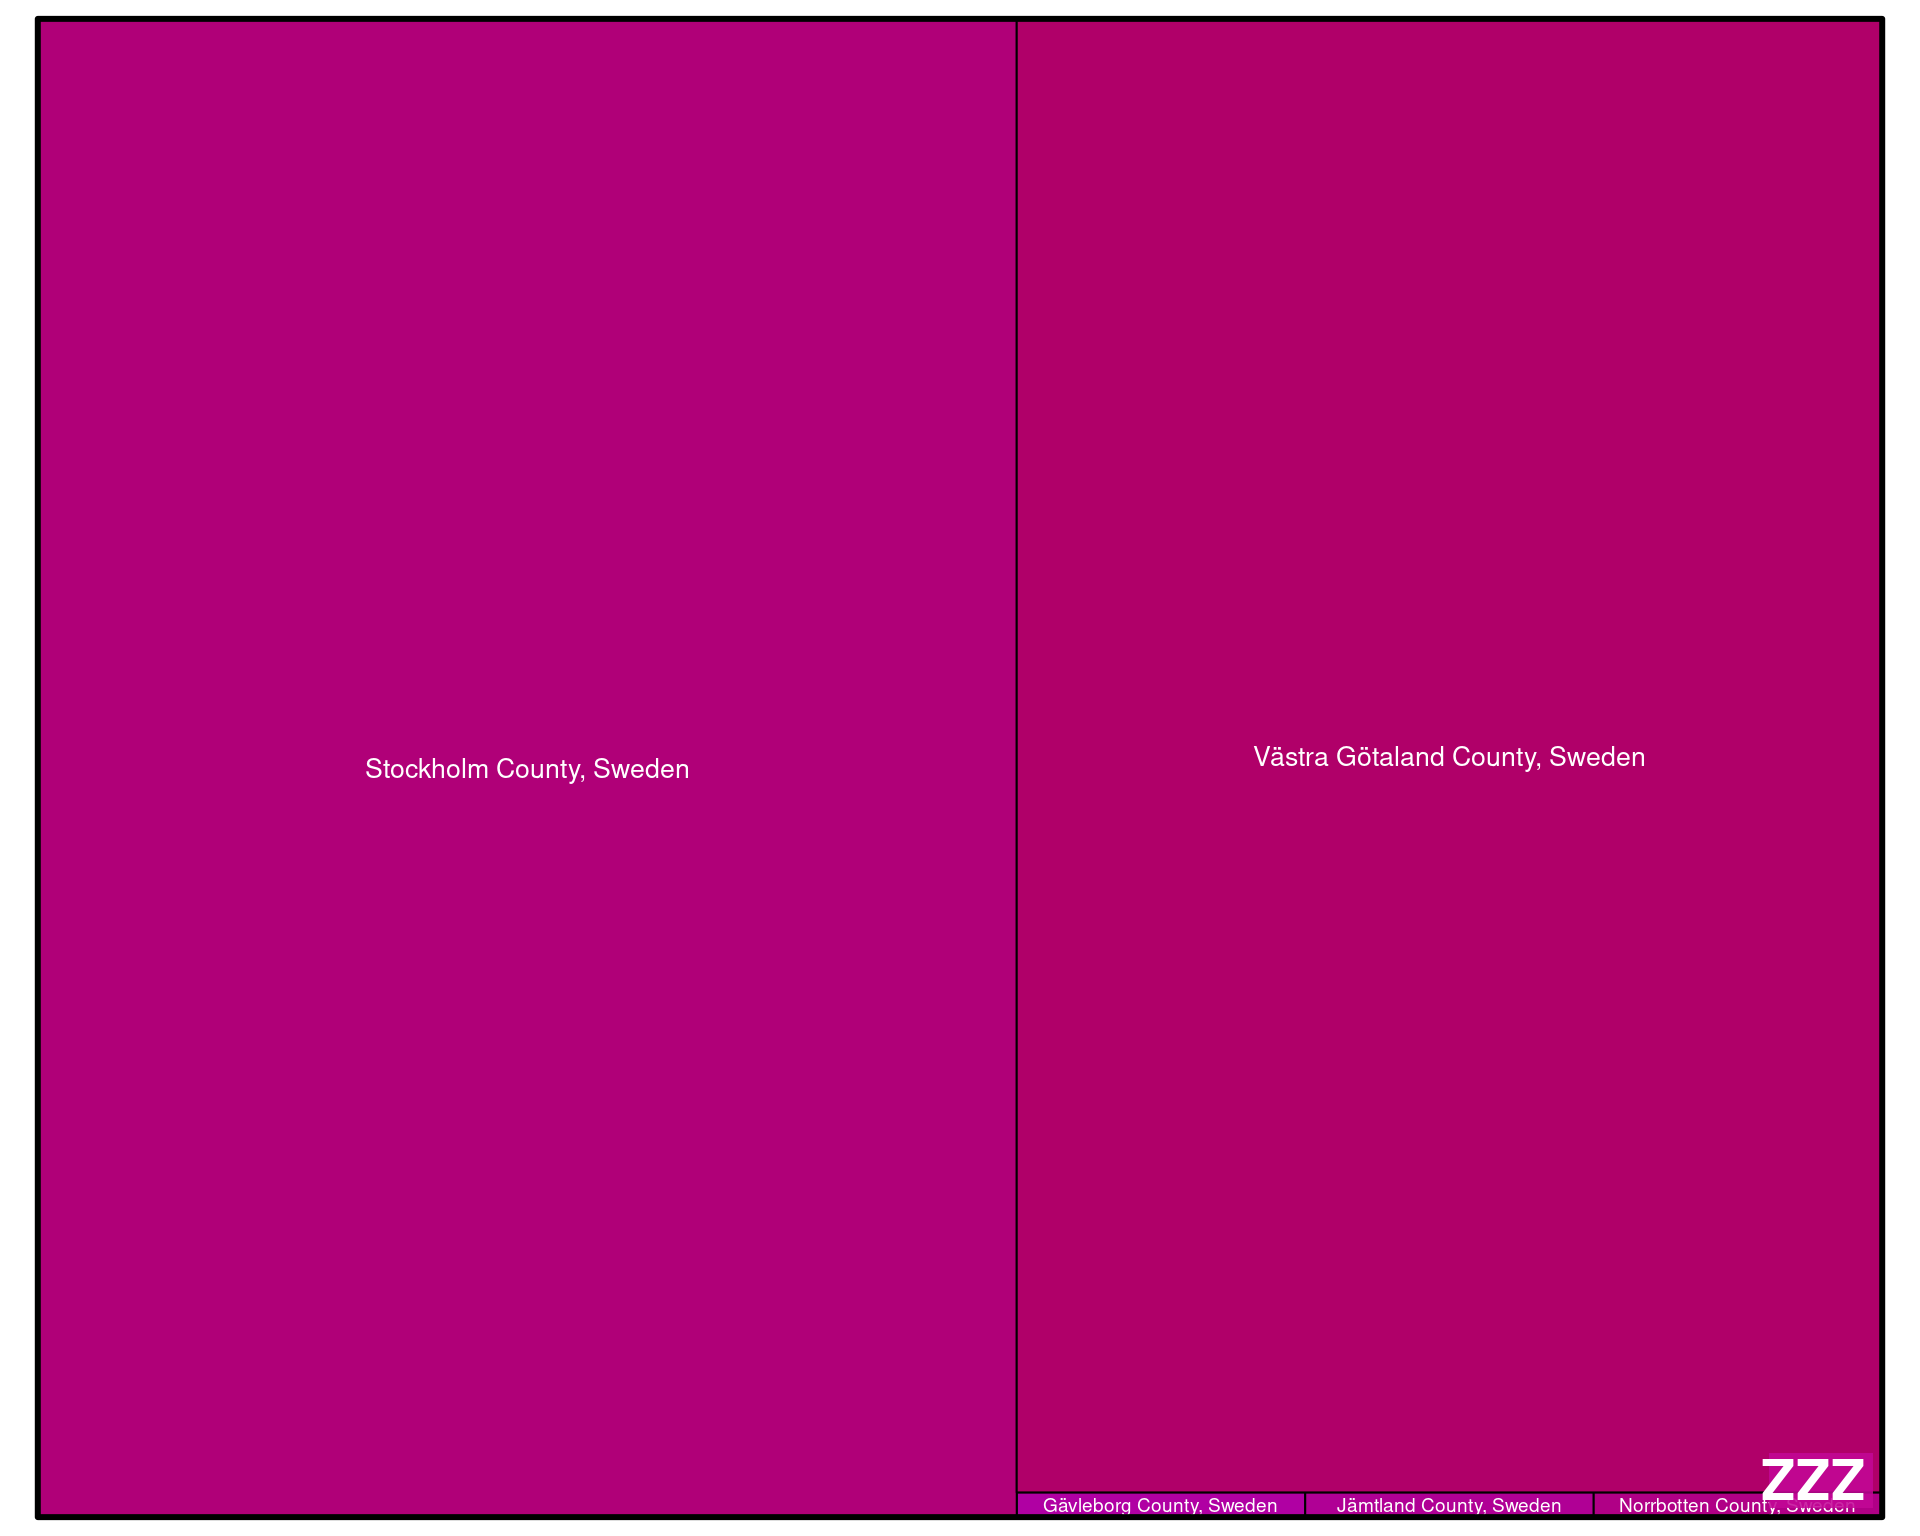 Stockholm County, Sweden
Västra Götaland County, Sweden
ZZZ
Gävleborg County, Sweden
Jämtland County, Sweden
Norrbotten County, Sweden